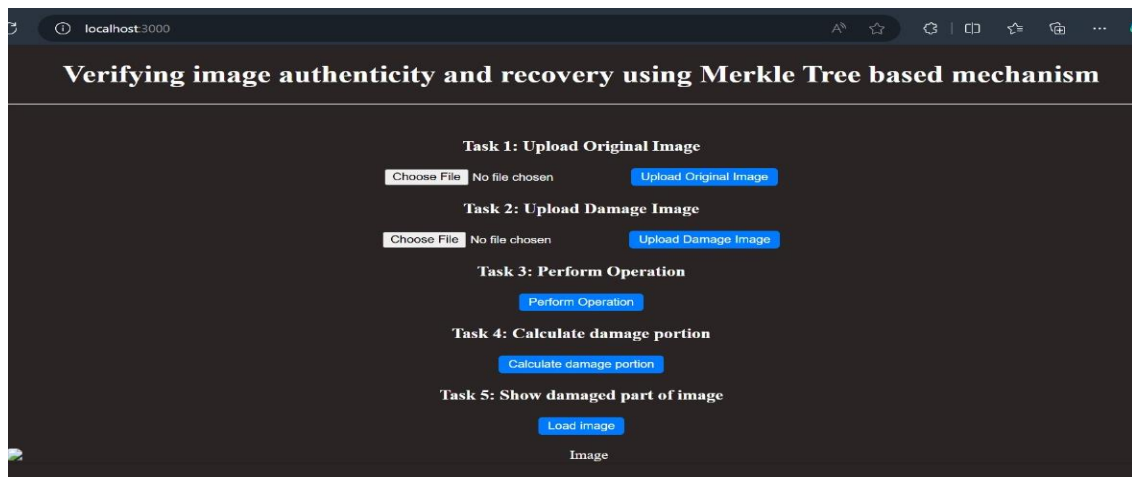 localhost:3000
Verifying image authenticity and recovery using Merkle Tree based mechanism
Task 1: Upload Original Image
Choose File No file chosen Upload Original Image
Task 2: Upload Damage Image
Choose File No file chosen Upload Damage Image
Task 3: Perform Operation
Perform Operation
Task 4: Calculate damage portion
Calculate damage portion
Task 5: Show damaged part of image
Load image
Image